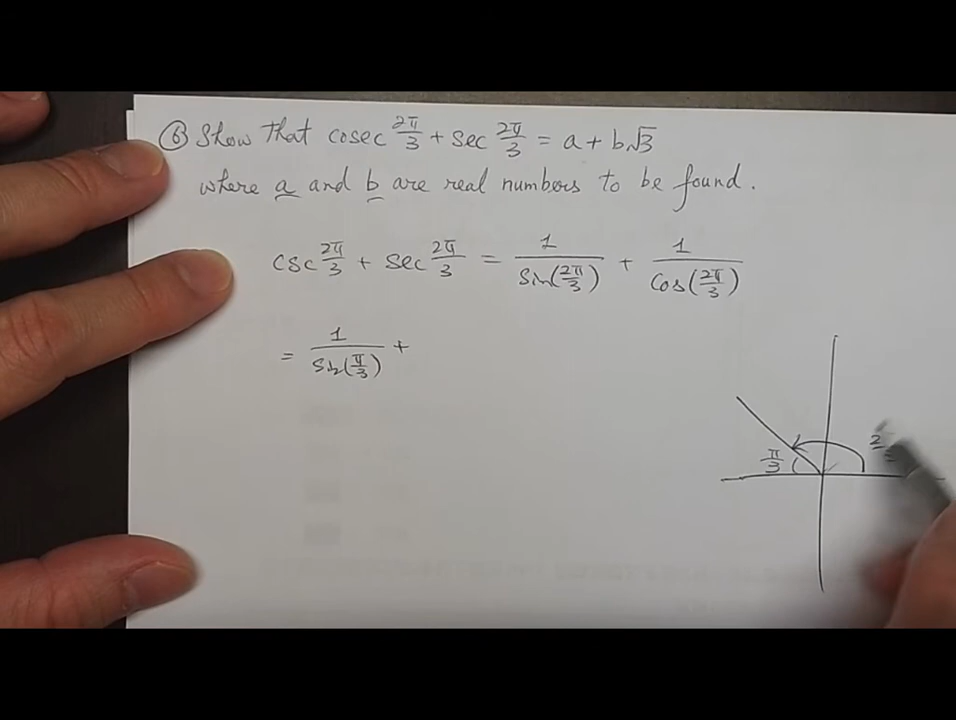 ⑥ Show that cosec 2π/3 + sec 2π/3 = a + b√3
where a and b are real numbers to be found.
csc 2π/3 + sec 2π/3 = 1/sin(2π/3) + 1/cos(2π/3)
= 1/sin(π/3) +
π/3